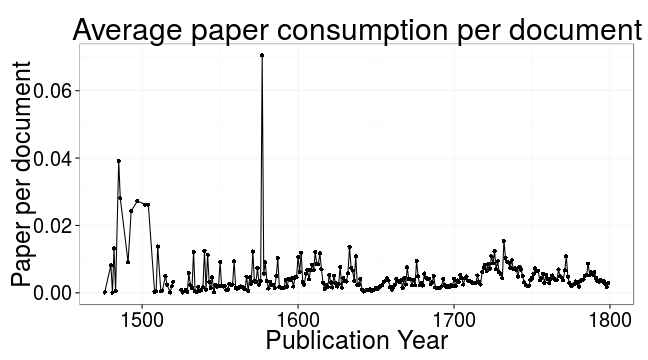 Average paper consumption per document
Paper per document
0.06
0.04
0.02
0.00
1500 1600 1700 1800
Publication Year